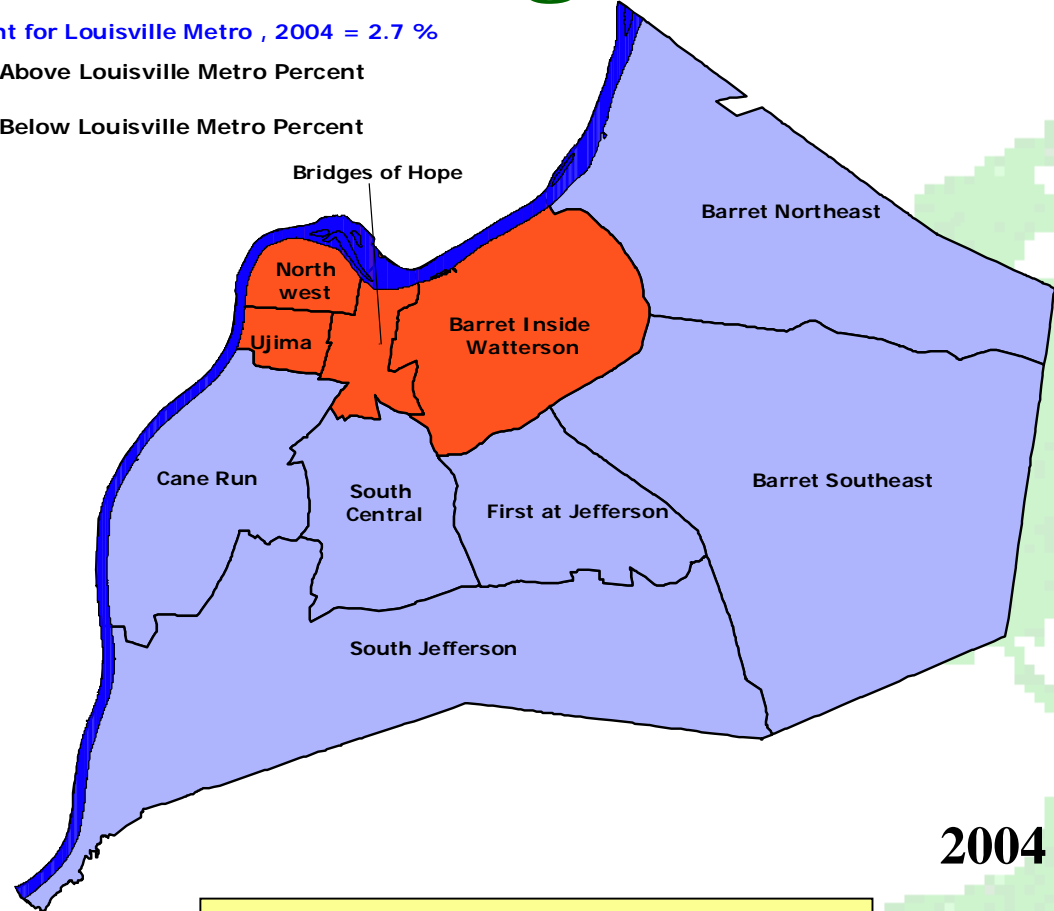 nt for Louisville Metro , 2004 = 2.7 %
Above Louisville Metro Percent
Below Louisville Metro Percent
Bridges of Hope
Barret Northeast
North
west
Ujima
Barret Inside
Watterson
Cane Run
South
Central
First at Jefferson
Barret Southeast
South Jefferson
2004